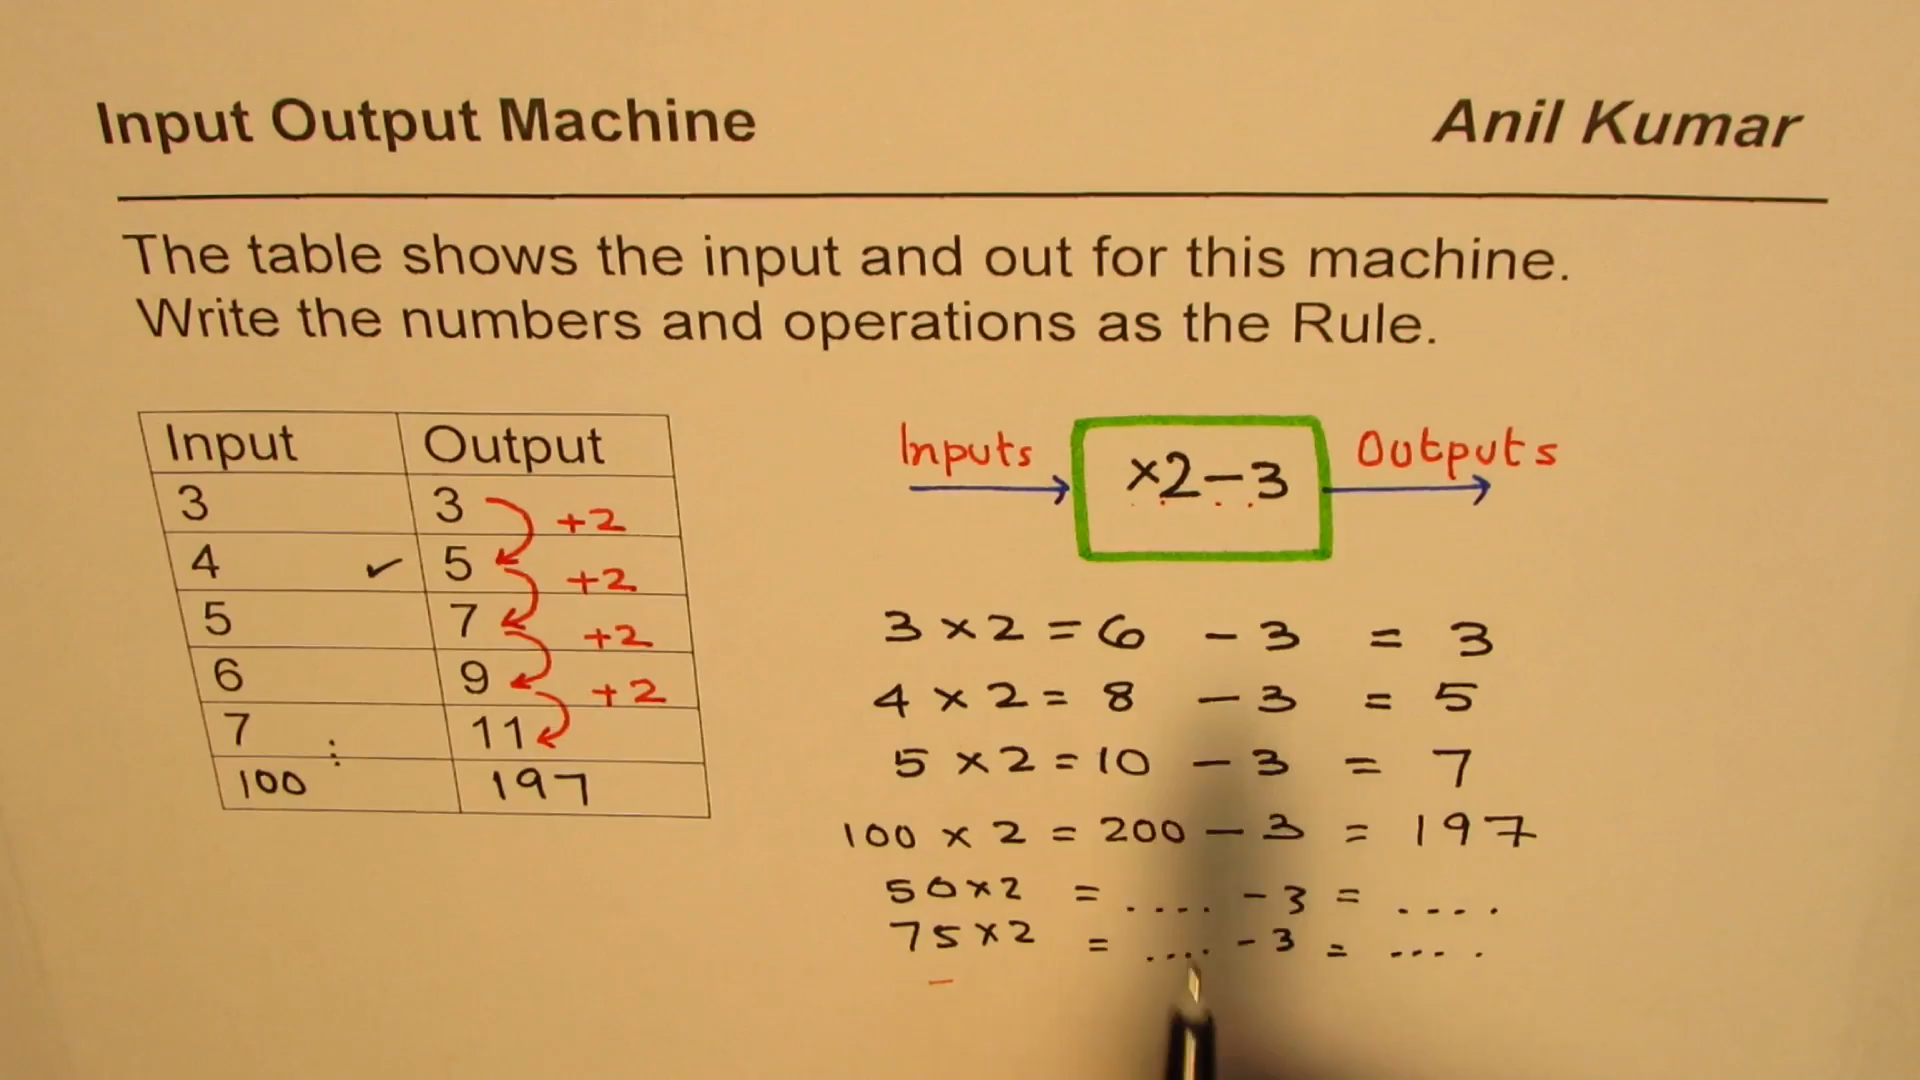 Input Output Machine
Anil Kumar
The table shows the input and out for this machine.
Write the numbers and operations as the Rule.
Input Output
3 3 +2
4 ✓ 5 +2
5 7 +2
6 9 +2
7 11
⋮
100 197
Inputs ×2-3 Outputs
3 × 2 = 6 - 3 = 3
4 × 2 = 8 - 3 = 5
5 × 2 = 10 - 3 = 7
100 × 2 = 200 - 3 = 197
50×2 = .... -3 = ....
75×2 = .... -3 = ....